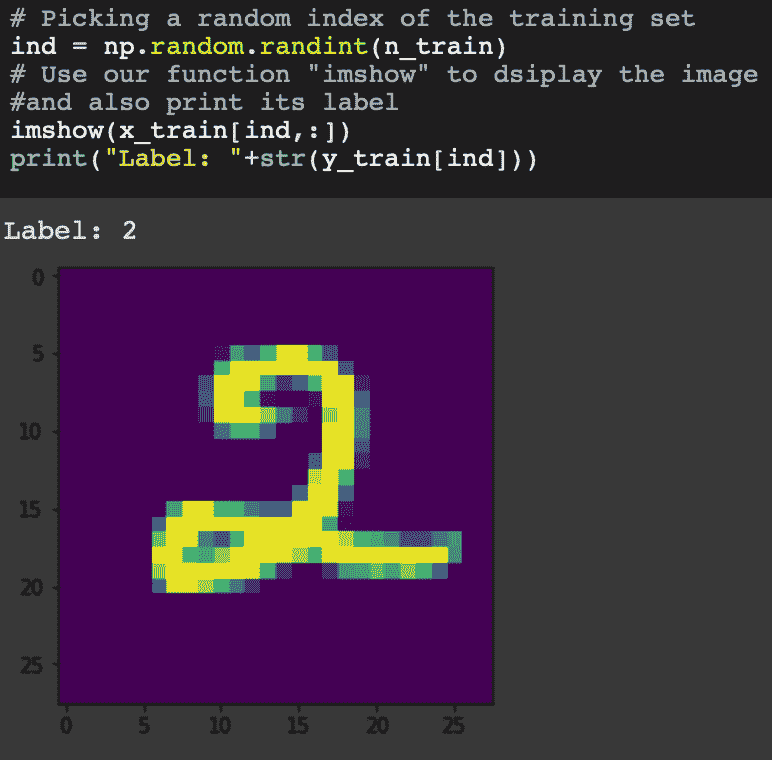 # Picking a random index of the training set
ind = np.random.randint(n_train)
# Use our function "imshow" to dsiplay the image
#and also print its label
imshow(x_train[ind,:])
print("Label: "+str(y_train[ind]))
Label: 2
0
5
10
15
20
25
0 5 10 15 20 25